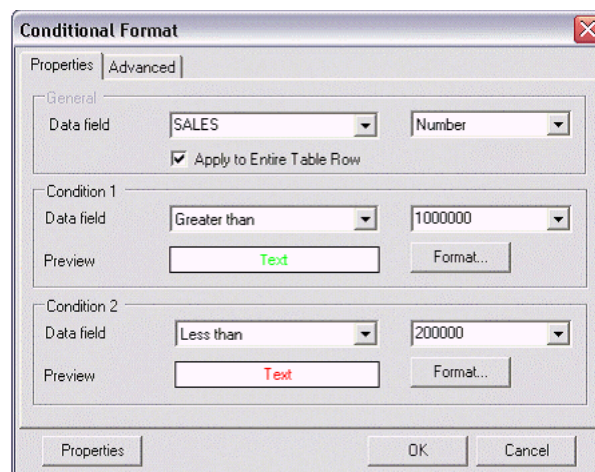 Conditional Format
Properties Advanced
General
Data field SALES Number
Apply to Entire Table Row
Condition 1
Data field Greater than 1000000
Preview Text Format...
Condition 2
Data field Less than 200000
Preview Text Format...
Properties OK Cancel